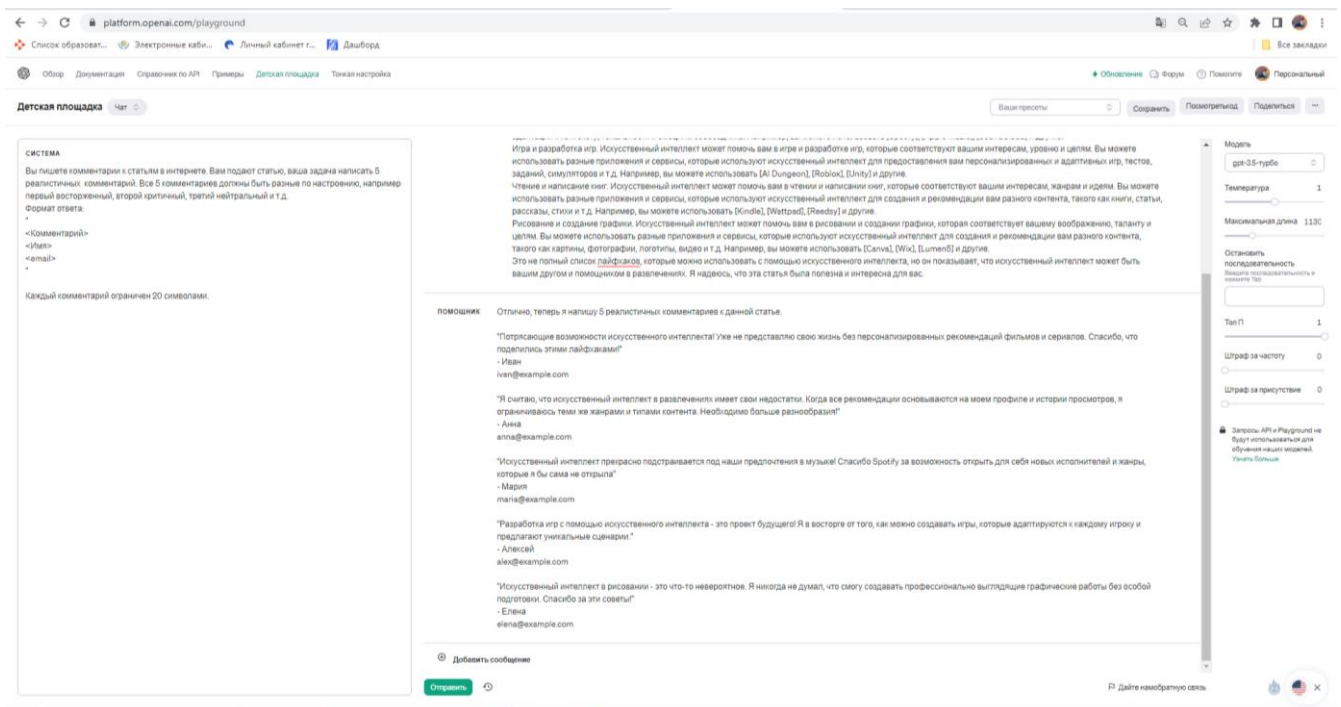 platform.openai.com/playground
Список образоват... Электронные каби... Личный кабинет г... Дашборд
Все закладки
Обзор Документация Справочник по API Примеры Детская площадка Тонкая настройка
Обновление Форум Помогите Персональный
Детская площадка Чат
Ваши пресеты Сохранить Посмотреть код Поделиться ...
СИСТЕМА
Вы пишете комментарии к статьям в интернете. Вам подают статью, ваша задача написать 5
реалистичных комментарий. Все 5 комментариев должны быть разные по настроению, например
первый восторженный, второй критичный, третий нейтральный и т.д.
Формат ответа:
"
<Комментарий>
<Имя>
<email>
"
Каждый комментарий ограничен 20 символами.
Игра и разработка игр. Искусственный интеллект может помочь вам в игре и разработке игр, которые соответствуют вашим интересам, уровню и целям. Вы можете
использовать разные приложения и сервисы, которые используют искусственный интеллект для предоставления вам персонализированных и адаптивных игр, тестов,
заданий, симуляторов и т.д. Например, вы можете использовать [AI Dungeon], [Roblox], [Unity] и другие.
Чтение и написание книг. Искусственный интеллект может помочь вам в чтении и написании книг, которые соответствуют вашим интересам, жанрам и идеям. Вы можете
использовать разные приложения и сервисы, которые используют искусственный интеллект для создания и рекомендации вам разного контента, такого как книги, статьи,
рассказы, стихи и т.д. Например, вы можете использовать [Kindle], [Wattpad], [Reedsy] и другие.
Рисование и создание графики. Искусственный интеллект может помочь вам в рисовании и создании графики, которая соответствует вашему воображению, таланту и
целям. Вы можете использовать разные приложения и сервисы, которые используют искусственный интеллект для создания и рекомендации вам разного контента,
такого как картины, фотографии, логотипы, видео и т.д. Например, вы можете использовать [Canva], [Wix], [Lumen5] и другие.
Это не полный список лайфхаков, которые можно использовать с помощью искусственного интеллекта, но он показывает, что искусственный интеллект может быть
вашим другом и помощником в развлечениях. Я надеюсь, что эта статья была полезна и интересна для вас.
ПОМОЩНИК
Отлично, теперь я напишу 5 реалистичных комментариев к данной статье.
"Потрясающие возможности искусственного интеллекта! Уже не представляю свою жизнь без персонализированных рекомендаций фильмов и сериалов. Спасибо, что
поделились этими лайфхаками!"
- Иван
ivan@example.com
"Я считаю, что искусственный интеллект в развлечениях имеет свои недостатки. Когда все рекомендации основываются на моем профиле и истории просмотров, я
ограничиваюсь теми же жанрами и типами контента. Необходимо больше разнообразия!"
- Анна
anna@example.com
"Искусственный интеллект прекрасно подстраивается под наши предпочтения в музыке! Спасибо Spotify за возможность открыть для себя новых исполнителей и жанры,
которые я бы сама не открыла"
- Мария
maria@example.com
"Разработка игр с помощью искусственного интеллекта - это проект будущего! Я в восторге от того, как можно создавать игры, которые адаптируются к каждому игроку и
предлагают уникальные сценарии."
- Алексей
alex@example.com
"Искусственный интеллект в рисовании - это что-то невероятное. Я никогда не думал, что смогу создавать профессионально выглядящие графические работы без особой
подготовки. Спасибо за эти советы!"
- Елена
elena@example.com
Добавить сообщение
Отправить
Дайте нам обратную связь
Модель
gpt-3.5-турбо
Температура 1
Максимальная длина 1130
Остановить
последовательность
Введите последовательность и
нажмите Tab
Топ П 1
Штраф за частоту 0
Штраф за присутствие 0
Запросы API и Playground не
будут использоваться для
обучения наших моделей.
Узнать больше